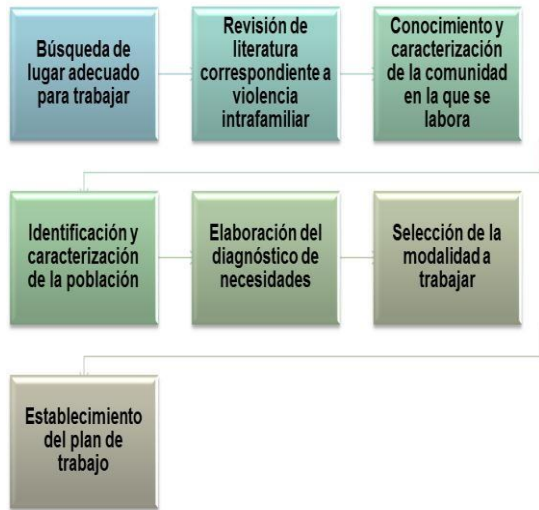 Búsqueda de
lugar adecuado
para trabajar
Revisión de
literatura
correspondiente a
violencia
intrafamiliar
Conocimiento y
caracterización
de la comunidad
en la que se
labora
Identificación y
caracterización
de la población
Elaboración del
diagnóstico de
necesidades
Selección de la
modalidad a
trabajar
Establecimiento
del plan de
trabajo